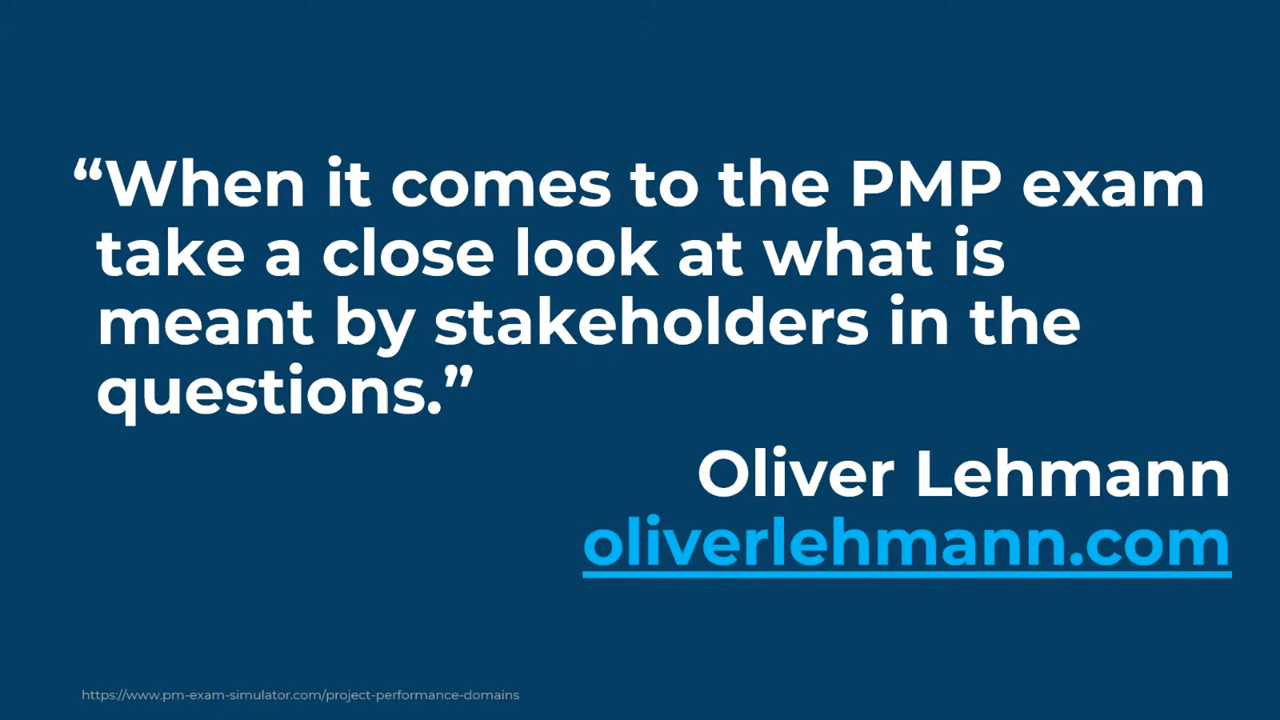 “When it comes to the PMP exam
take a close look at what is
meant by stakeholders in the
questions.”
Oliver Lehmann
oliverlehmann.com
https://www.pm-exam-simulator.com/project-performance-domains